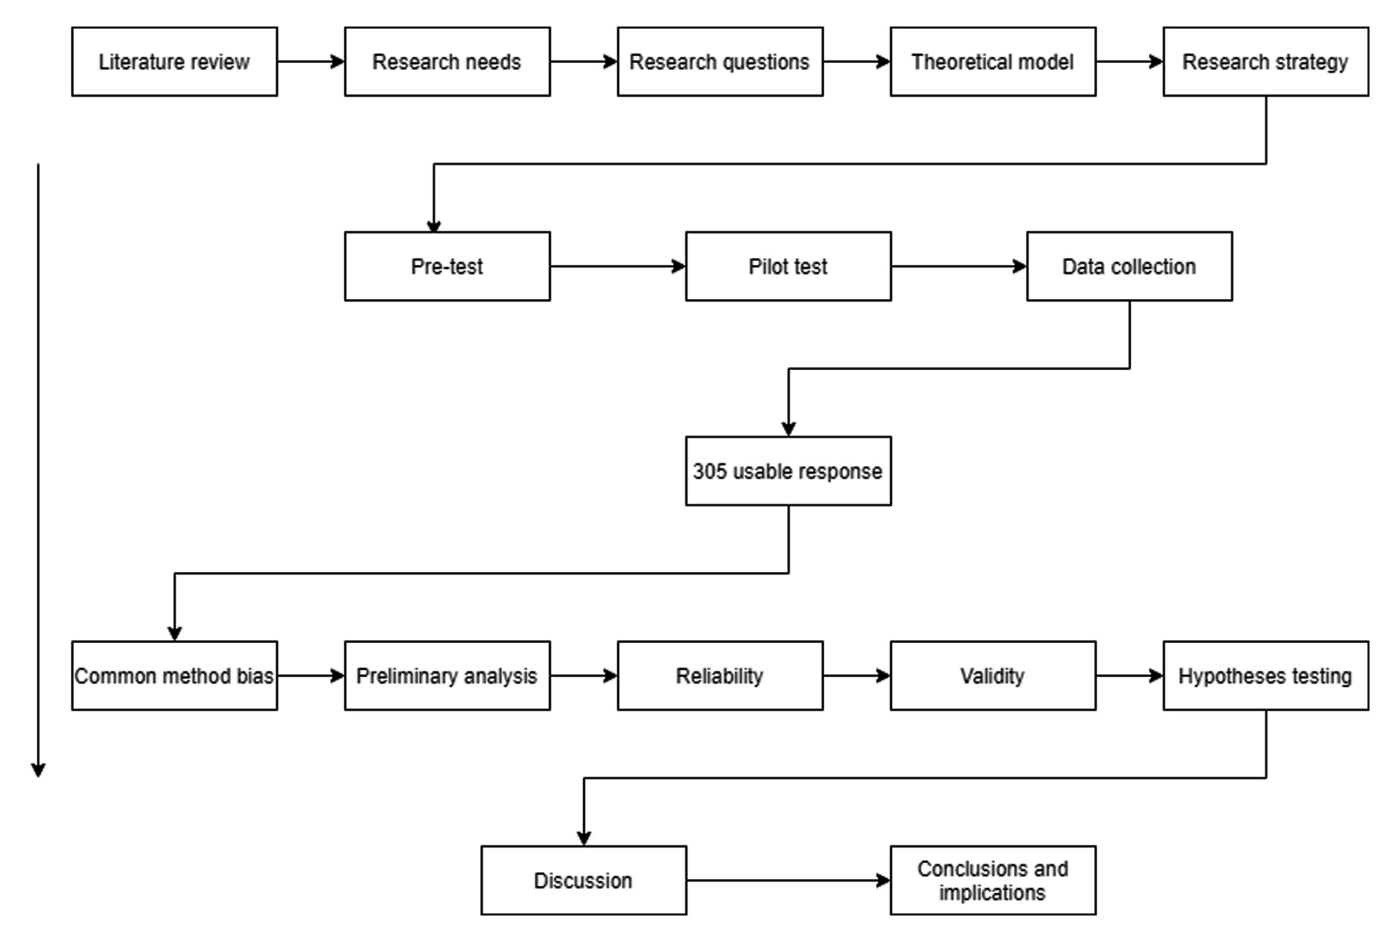 Literature review
Research needs
Research questions
Theoretical model
Research strategy
Pre-test
Pilot test
Data collection
305 usable response
Common method bias
Preliminary analysis
Reliability
Validity
Hypotheses testing
Discussion
Conclusions and
implications